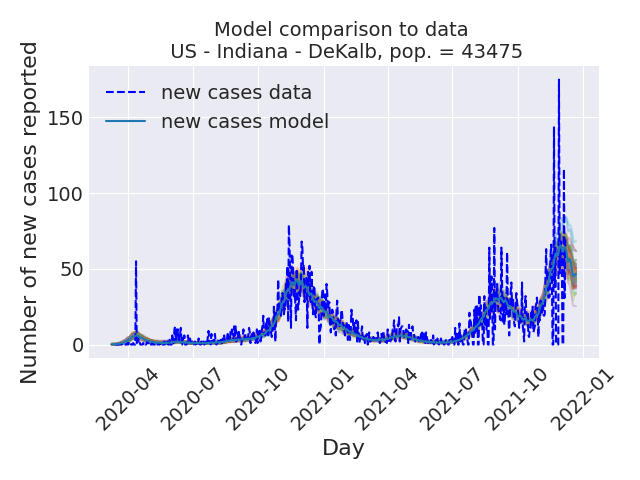 Model comparison to data
US - Indiana - DeKalb, pop. = 43475
Number of new cases reported
new cases data
new cases model
150
100
50
0
2020-04
2020-07
2020-10
2021-01
2021-04
2021-07
2021-10
2022-01
Day